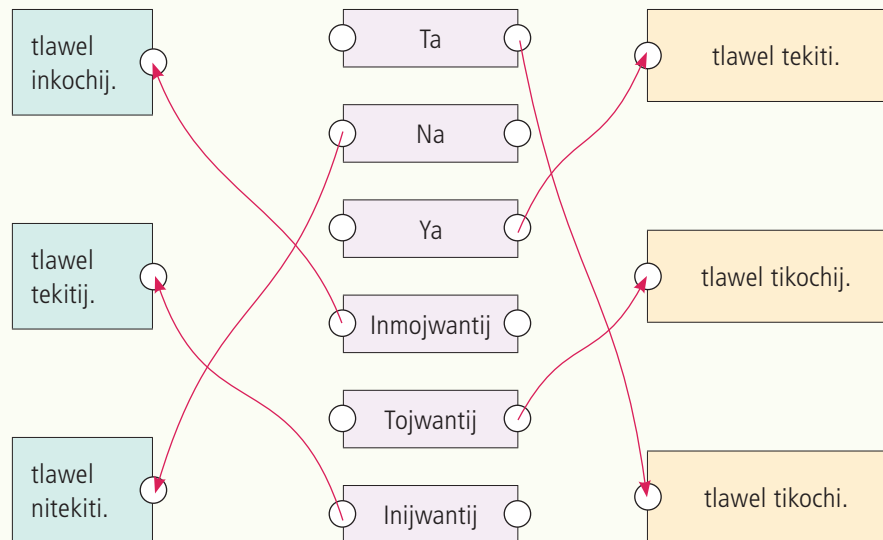 tlawel
inkochij.
tlawel
tekitij.
tlawel
nitekiti.
Ta
Na
Ya
Inmojwantij
Tojwantij
Inijwantij
tlawel tekiti.
tlawel tikochij.
tlawel tikochi.